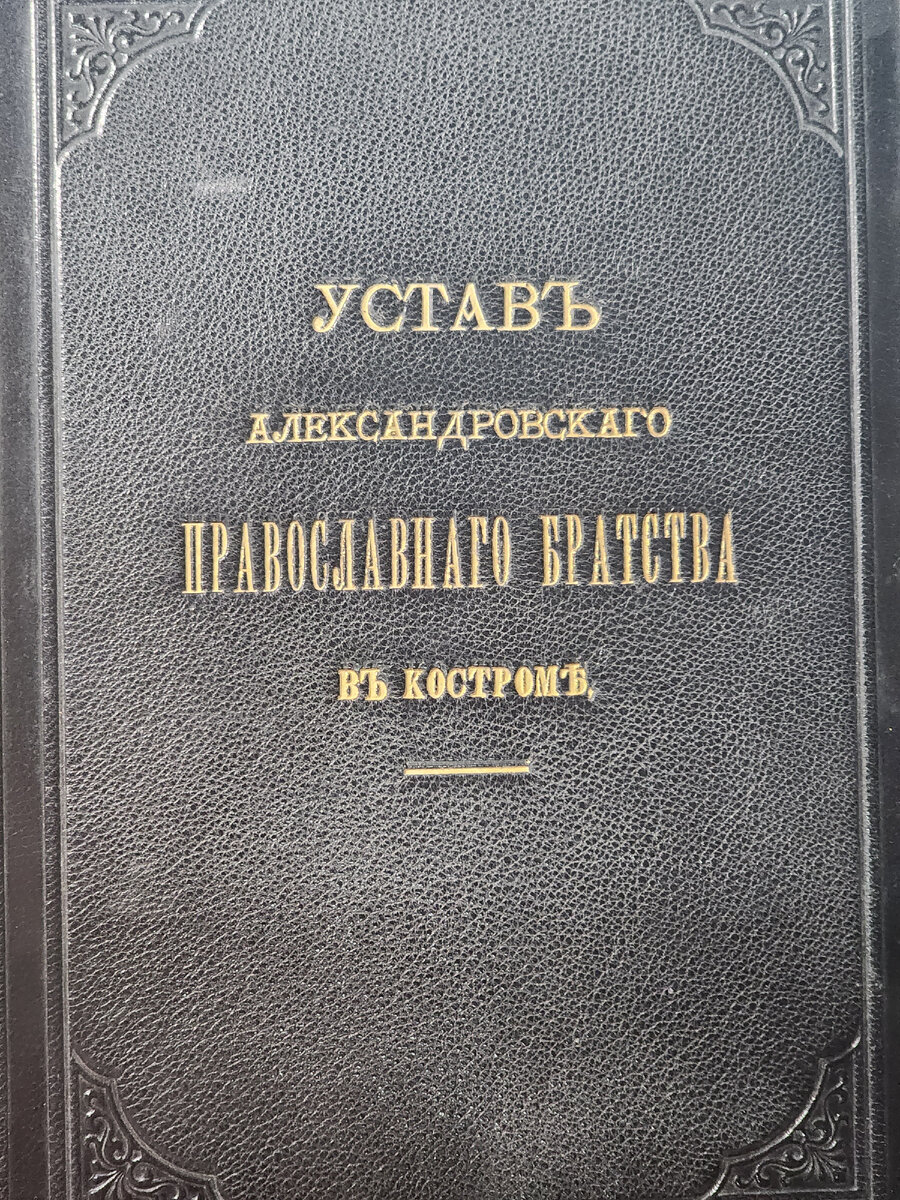 УСТАВЪ
АЛЕКСАНДРОВСКАГО
ПРАВОСЛАВНАГО БРАТСТВА
ВЪ КОСТРОМѢ,